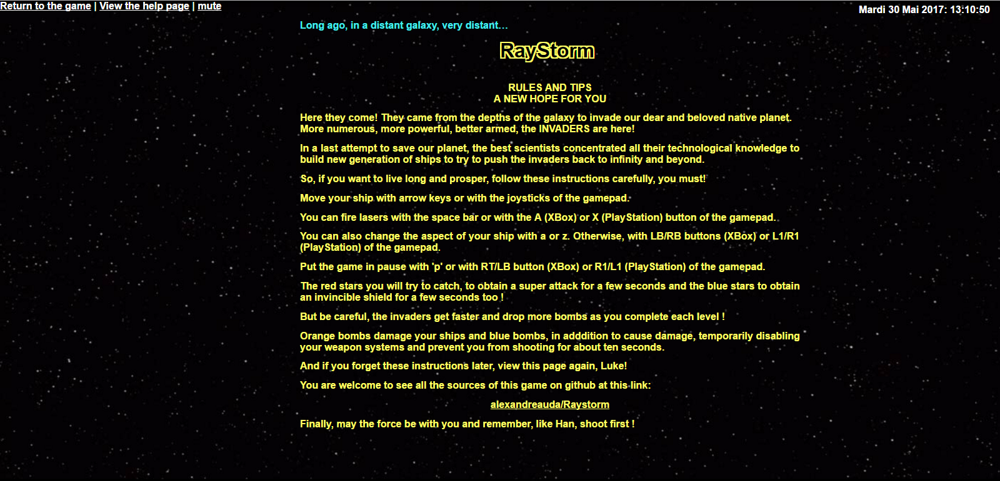 Return to the game | View the help page | mute
Mardi 30 Mai 2017: 13:10:50
Long ago, in a distant galaxy, very distant…
RayStorm
RULES AND TIPS
A NEW HOPE FOR YOU
Here they come! They came from the depths of the galaxy to invade our dear and beloved native planet.
More numerous, more powerful, better armed, the INVADERS are here!
In a last attempt to save our planet, the best scientists concentrated all their technological knowledge to
build new generation of ships to try to push the invaders back to infinity and beyond.
So, if you want to live long and prosper, follow these instructions carefully, you must!
Move your ship with arrow keys or with the joysticks of the gamepad.
You can fire lasers with the space bar or with the A (XBox) or X (PlayStation) button of the gamepad.
You can also change the aspect of your ship with a or z. Otherwise, with LB/RB buttons (XBox) or L1/R1
(PlayStation) of the gamepad.
Put the game in pause with 'p' or with RT/LB button (XBox) or R1/L1 (PlayStation) of the gamepad.
The red stars you will try to catch, to obtain a super attack for a few seconds and the blue stars to obtain
an invincible shield for a few seconds too !
But be careful, the invaders get faster and drop more bombs as you complete each level !
Orange bombs damage your ships and blue bombs, in adddition to cause damage, temporarily disabling
your weapon systems and prevent you from shooting for about ten seconds.
And if you forget these instructions later, view this page again, Luke!
You are welcome to see all the sources of this game on github at this link:
alexandreauda/Raystorm
Finally, may the force be with you and remember, like Han, shoot first !